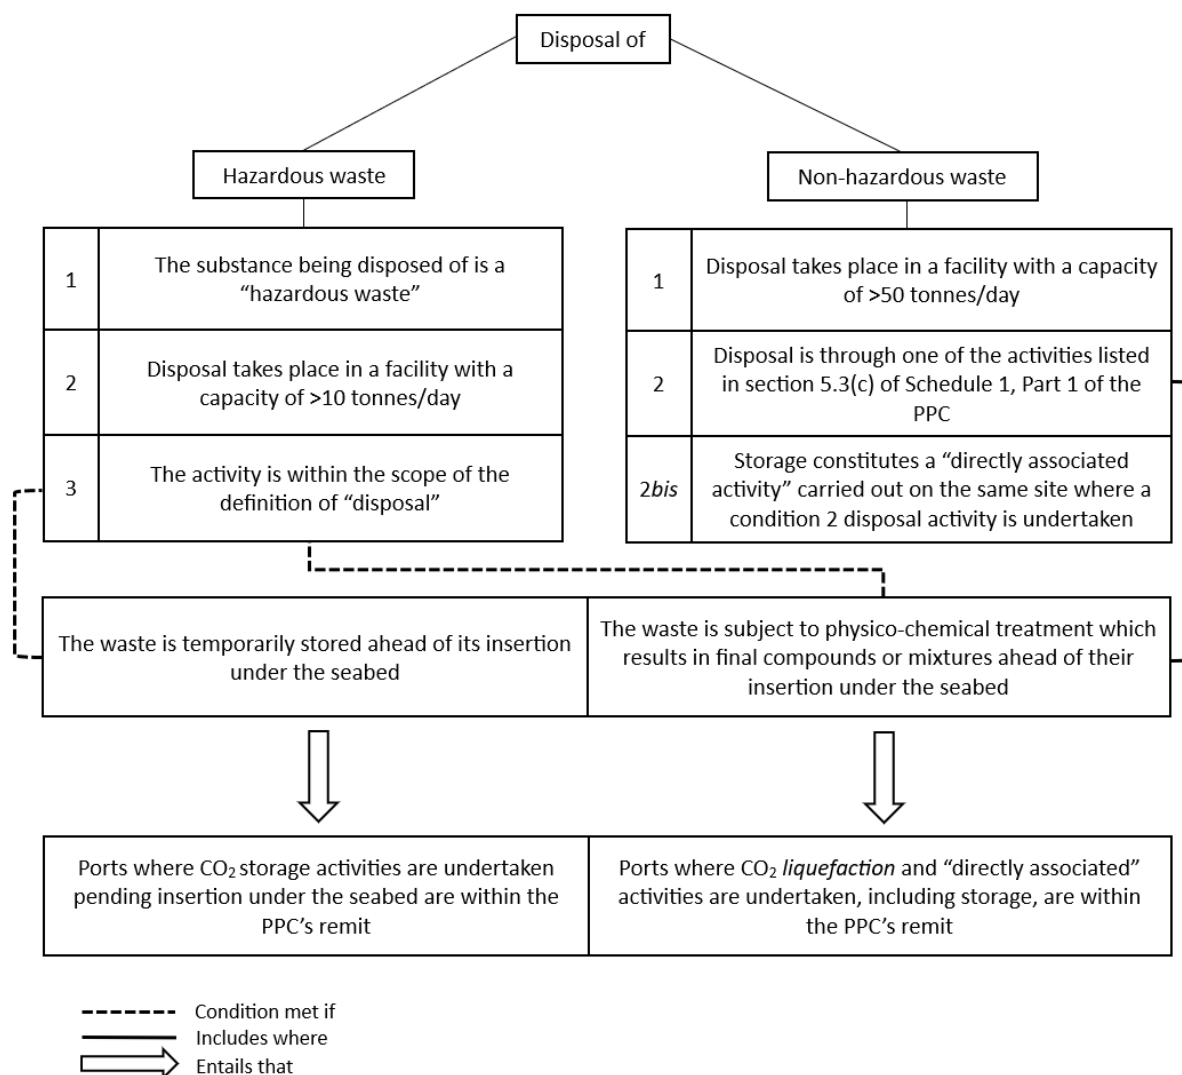 Disposal of
Hazardous waste
Non-hazardous waste
1
The substance being disposed of is a
“hazardous waste”
2
Disposal takes place in a facility with a
capacity of >10 tonnes/day
3
The activity is within the scope of the
definition of “disposal”
1
Disposal takes place in a facility with a capacity
of >50 tonnes/day
2
Disposal is through one of the activities listed
in section 5.3(c) of Schedule 1, Part 1 of the
PPC
2bis
Storage constitutes a “directly associated
activity” carried out on the same site where a
condition 2 disposal activity is undertaken
The waste is temporarily stored ahead of its insertion
under the seabed
The waste is subject to physico-chemical treatment which
results in final compounds or mixtures ahead of their
insertion under the seabed
Ports where CO₂ storage activities are undertaken
pending insertion under the seabed are within the
PPC’s remit
Ports where CO₂ liquefaction and “directly associated”
activities are undertaken, including storage, are within
the PPC’s remit
Condition met if
Includes where
Entails that